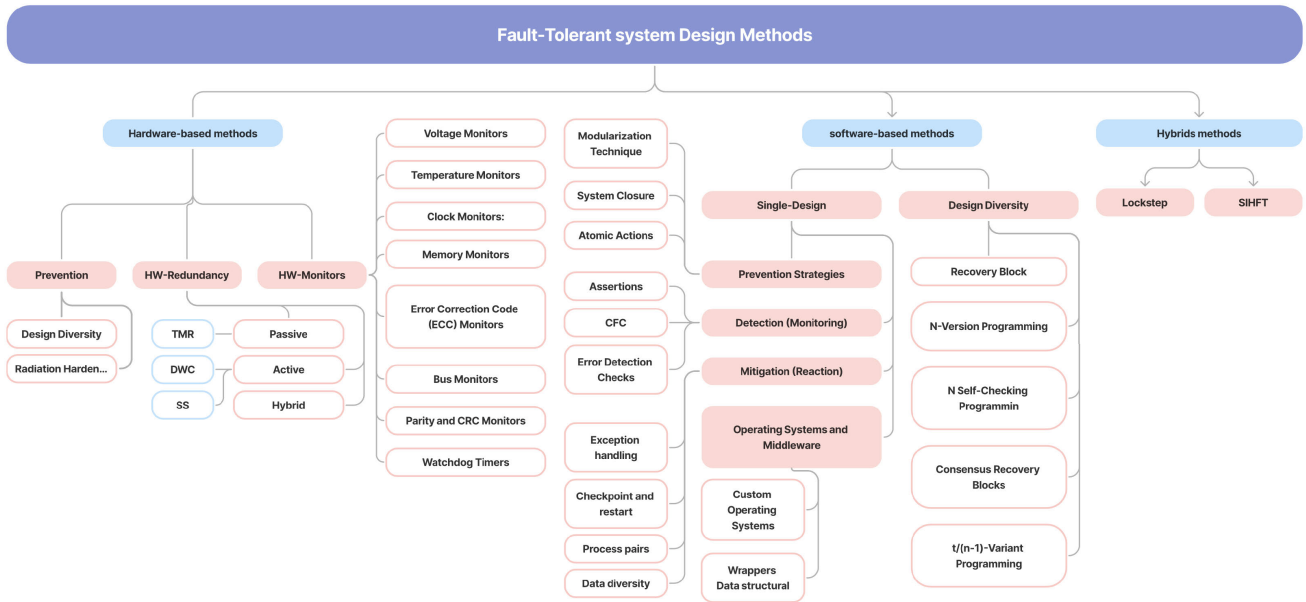 Fault-Tolerant system Design Methods
Hardware-based methods
software-based methods
Hybrids methods
Prevention
HW-Redundancy
HW-Monitors
Design Diversity
Radiation Harden...
TMR
DWC
SS
Passive
Active
Hybrid
Voltage Monitors
Temperature Monitors
Clock Monitors:
Memory Monitors
Error Correction Code
(ECC) Monitors
Bus Monitors
Parity and CRC Monitors
Watchdog Timers
Modularization
Technique
System Closure
Atomic Actions
Assertions
CFC
Error Detection
Checks
Exception
handling
Checkpoint and
restart
Process pairs
Data diversity
Single-Design
Prevention Strategies
Detection (Monitoring)
Mitigation (Reaction)
Operating Systems and
Middleware
Custom
Operating
Systems
Wrappers
Data structural
Design Diversity
Recovery Block
N-Version Programming
N Self-Checking
Programmin
Consensus Recovery
Blocks
t/(n-1)-Variant
Programming
Lockstep
SIHFT